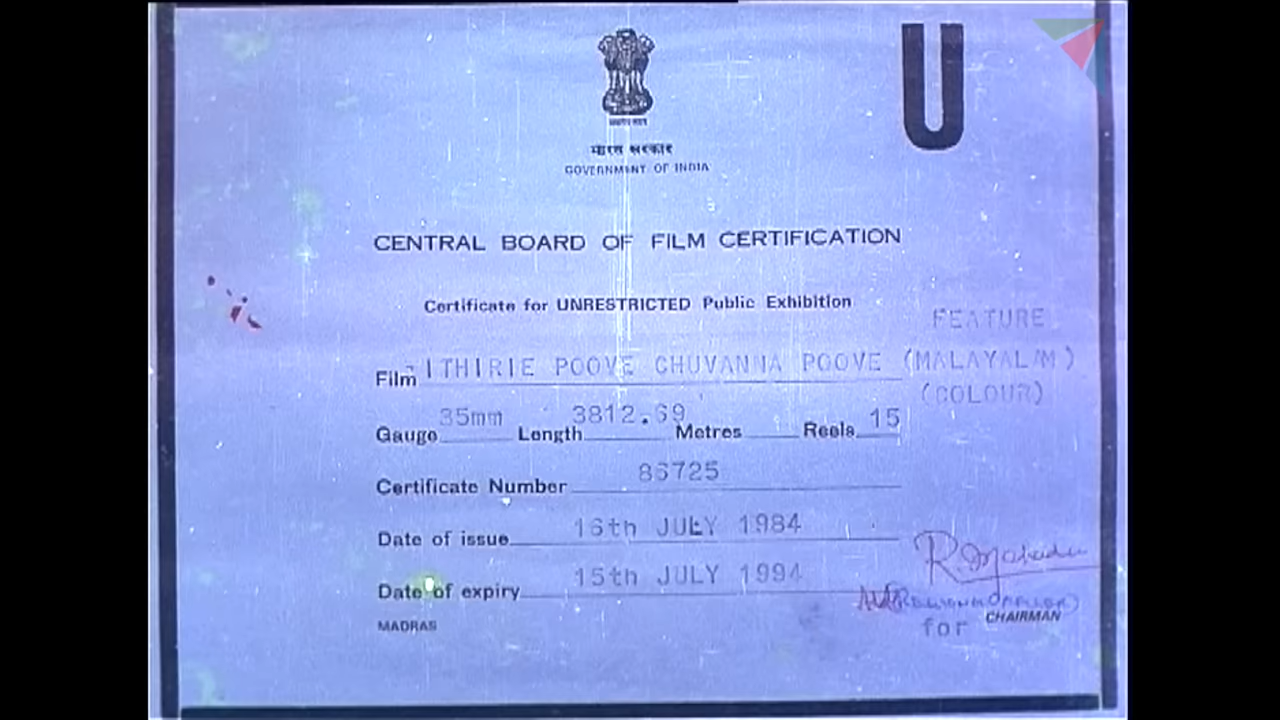 U
भारत सरकार
GOVERNMENT OF INDIA
CENTRAL BOARD OF FILM CERTIFICATION
Certificate for UNRESTRICTED Public Exhibition
FEATURE
Film ITHIRIE POOVE CHUVANNA POOVE (MALAYALAM)
(COLOUR)
Gauge 35mm Length 3812.69 Metres Reels 15
Certificate Number 86725
Date of issue 16th JULY 1984
Date of expiry 15th JULY 1994
MADRAS
for CHAIRMAN